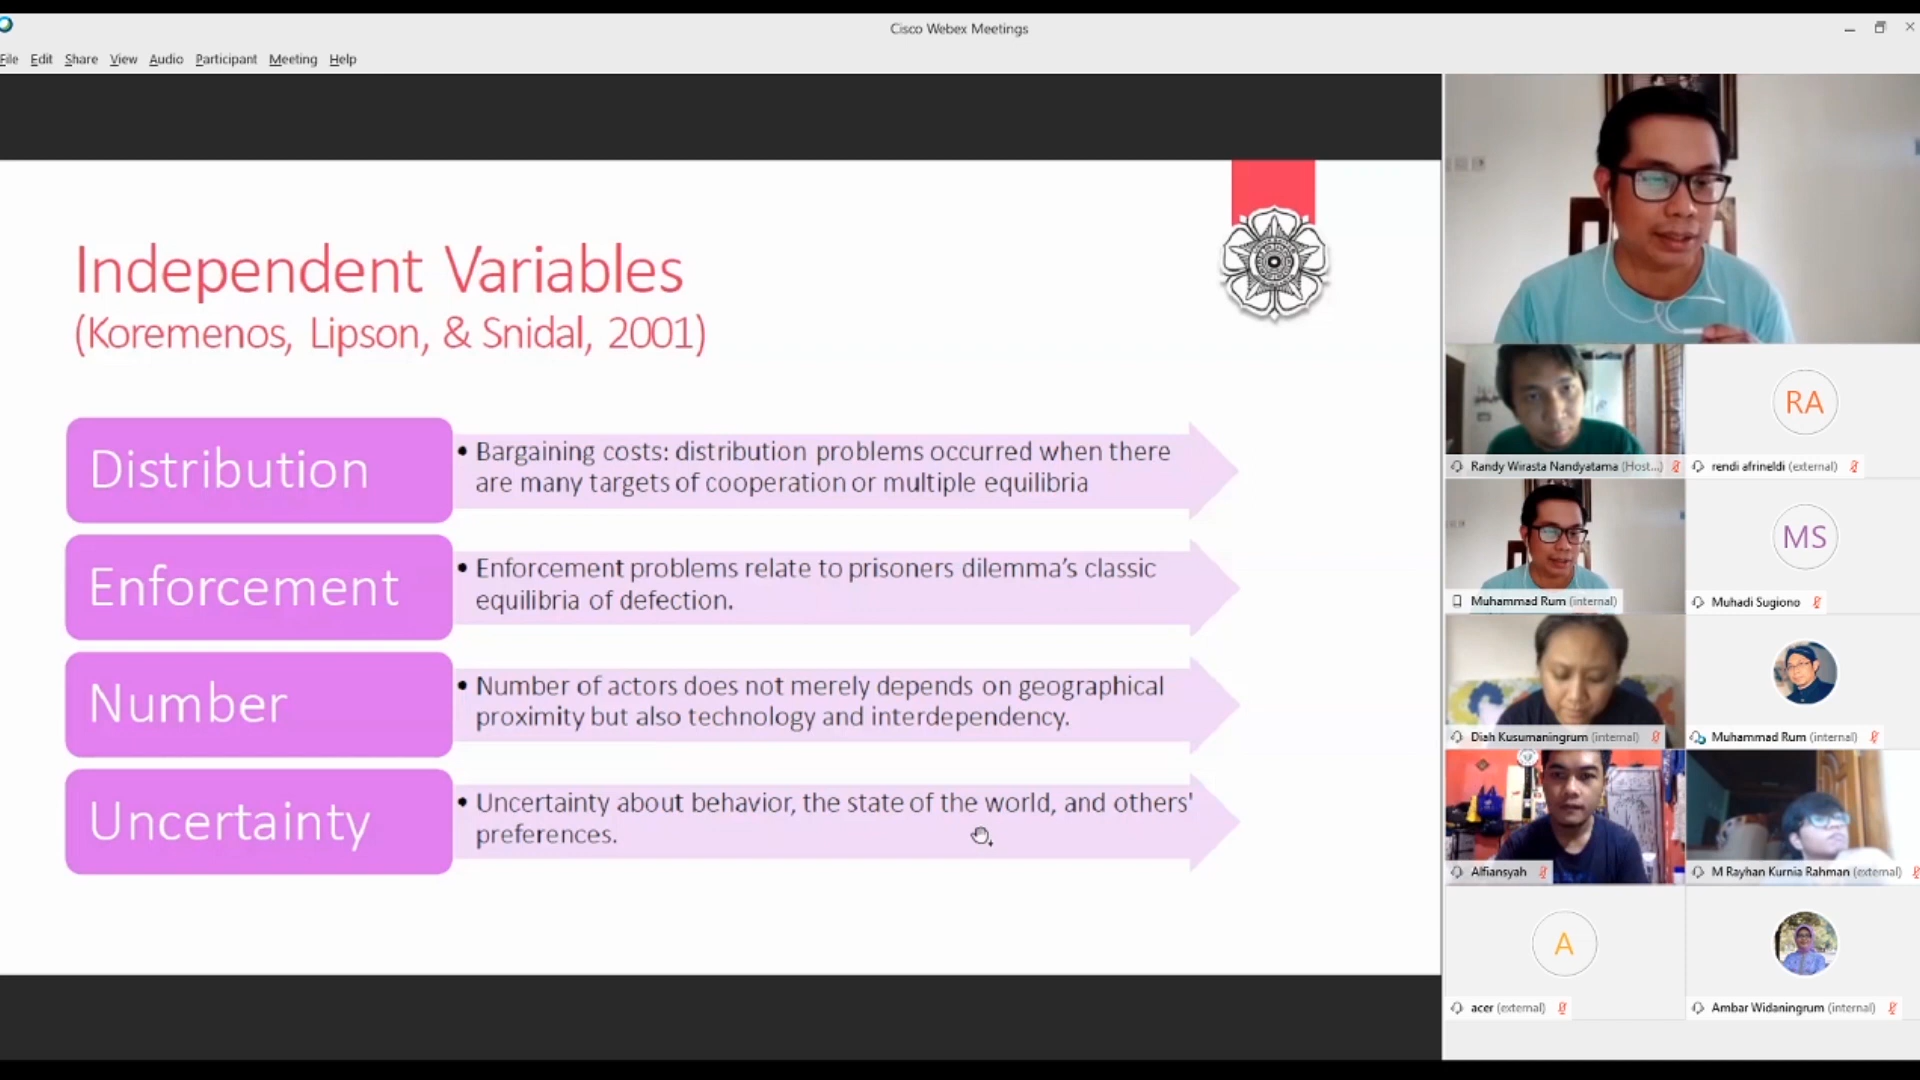 Cisco Webex Meetings
File Edit Share View Audio Participant Meeting Help
Independent Variables
(Koremenos, Lipson, & Snidal, 2001)
Distribution
• Bargaining costs: distribution problems occurred when there
are many targets of cooperation or multiple equilibria
Enforcement
• Enforcement problems relate to prisoners dilemma's classic
equilibria of defection.
Number
• Number of actors does not merely depends on geographical
proximity but also technology and interdependency.
Uncertainty
• Uncertainty about behavior, the state of the world, and others'
preferences.
RA
Randy Wirasta Nandyatama (Host...)
rendi afrineldi (external)
MS
Muhammad Rum (internal)
Muhadi Sugiono
Diah Kusumaningrum (internal)
Muhammad Rum (internal)
Alfiansyah
M Rayhan Kurnia Rahman (external)
A
acer (external)
Ambar Widaningrum (internal)